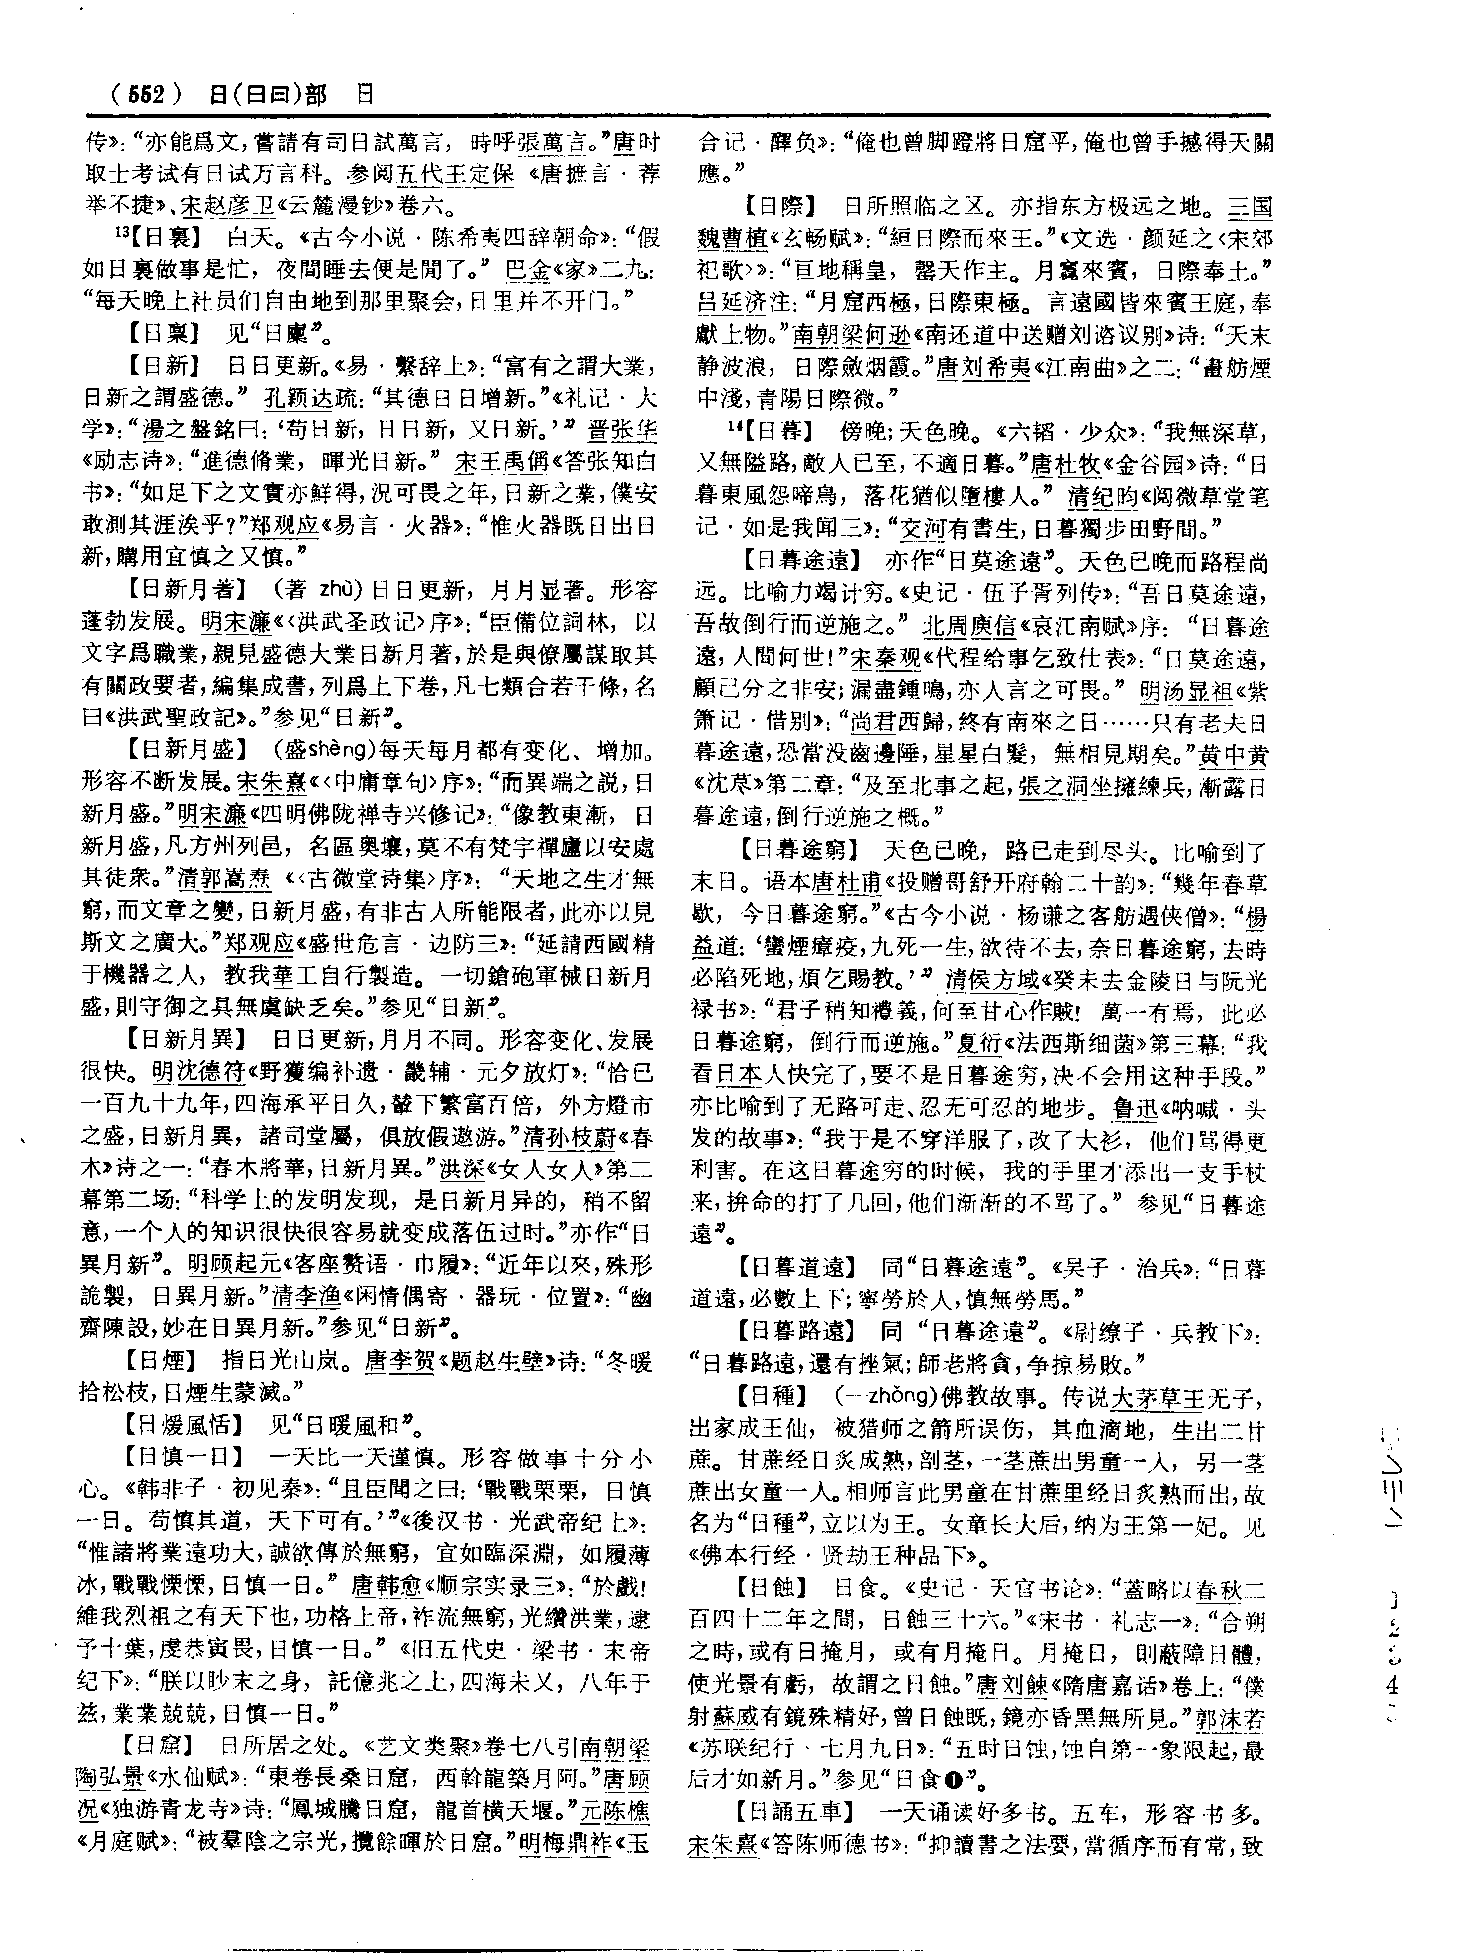 （552） 日（日曰）部 日
传》：“亦能爲文，嘗請有司日試萬言，時呼張萬言。”唐时
取士考试有日试万言科。参阅五代王定保《唐摭言·荐
举不捷》、宋赵彦卫《云麓漫钞》卷六。
13【日裏】 白天。《古今小说·陈希夷四辞朝命》：“假
如日裏做事是忙，夜間睡去便是閒了。”巴金《家》二九：
“每天晚上社员们自由地到那里聚会，日里并不开门。”
【日稟】 见“日廩”。
【日新】 日日更新。《易·繫辞上》：“富有之謂大業，
日新之謂盛德。”孔颖达疏：“其德日日增新。”《礼记·大
学》：“湯之盤銘曰：‘苟日新，日日新，又日新。’”晋张华
《励志诗》：“進德脩業，暉光日新。”宋王禹偁《答张知白
书》：“如足下之文實亦鮮得，況可畏之年，日新之業，僕安
敢測其涯涘乎？”郑观应《易言·火器》：“惟火器既日出日
新，購用宜慎之又慎。”
【日新月著】 （著 zhù）日日更新，月月显著。形容
蓬勃发展。明宋濂《〈洪武圣政记〉序》：“臣備位詞林，以
文字爲職業，親見盛德大業日新月著，於是與僚屬謀取其
有關政要者，編集成書，列爲上下卷，凡七類合若干條，名
曰《洪武聖政記》。”参见“日新”。
【日新月盛】 （盛shèng）每天每月都有变化、增加。
形容不断发展。宋朱熹《〈中庸章句〉序》：“而異端之説，日
新月盛。”明宋濂《四明佛陇禅寺兴修记》：“像教東漸，日
新月盛，凡方州列邑，名區奥壤，莫不有梵宇禪廬以安處
其徒衆。”清郭嵩焘《〈古微堂诗集〉序》：“天地之生才無
窮，而文章之變，日新月盛，有非古人所能限者，此亦以見
斯文之廣大。”郑观应《盛世危言·边防三》：“延請西國精
于機器之人，教我華工自行製造。一切鎗砲軍械日新月
盛，則守御之具無虞缺乏矣。”参见“日新”。
【日新月異】 日日更新，月月不同。形容变化、发展
很快。明沈德符《野獲编补遗·畿辅·元夕放灯》：“恰已
一百九十九年，四海承平日久，輦下繁富百倍，外方燈市
之盛，日新月異，諸司堂屬，俱放假遨游。”清孙枝蔚《春
木》诗之一：“春木將華，日新月異。”洪深《女人女人》第二
幕第二场：“科学上的发明发现，是日新月异的，稍不留
意，一个人的知识很快很容易就变成落伍过时。”亦作“日
異月新”。明顾起元《客座赘语·巾履》：“近年以來，殊形
詭製，日異月新。”清李渔《闲情偶寄·器玩·位置》：“幽
齋陳設，妙在日異月新。”参见“日新”。
【日煙】 指日光山岚。唐李贺《题赵生壁》诗：“冬暖
拾松枝，日煙生蒙滅。”
【日煖風恬】 见“日暖風和”。
【日慎一日】 一天比一天谨慎。形容做事十分小
心。《韩非子·初见秦》：“且臣聞之曰：‘戰戰栗栗，日慎
一日。苟慎其道，天下可有。’”《後汉书·光武帝纪上》：
“惟諸將業遠功大，誠欲傳於無窮，宜如臨深淵，如履薄
冰，戰戰慄慄，日慎一日。”唐韩愈《顺宗实录三》：“於戲！
維我烈祖之有天下也，功格上帝，祚流無窮，光纘洪業，逮
予十葉，虔恭寅畏，日慎一日。”《旧五代史·梁书·末帝
纪下》：“朕以眇末之身，託億兆之上，四海未乂，八年于
兹，業業兢兢，日慎一日。”
【日窟】 日所居之处。《艺文类聚》卷七八引南朝梁
陶弘景《水仙赋》：“東卷長桑日窟，西斡龍築月阿。”唐顾
况《独游青龙寺》诗：“鳳城騰日窟，龍首横天堰。”元陈樵
《月庭赋》：“被羣陰之宗光，攬餘暉於日窟。”明梅鼎祚《玉
合记·醳负》：“俺也曾脚蹬將日窟平，俺也曾手撼得天關
應。”
【日際】 日所照临之区。亦指东方极远之地。三国
魏曹植《玄畅赋》：“絙日際而來王。”《文选·颜延之〈宋郊
祀歌〉》：“亘地稱皇，罄天作主。月竁來賓，日際奉土。”
吕延济注：“月窟西極，日際東極。言遠國皆來賓王庭，奉
獻土物。”南朝梁何逊《南还道中送赠刘谘议别》诗：“天末
静波浪，日際斂烟霞。”唐刘希夷《江南曲》之二：“畫舫煙
中淺，青陽日際微。”
14【日暮】 傍晚；天色晚。《六韬·少众》：“我無深草，
又無隘路，敵人已至，不適日暮。”唐杜牧《金谷园》诗：“日
暮東風怨啼鳥，落花猶似墮樓人。”清纪昀《阅微草堂笔
记·如是我闻三》：“交河有書生，日暮獨步田野間。”
【日暮途遠】 亦作“日莫途遠”。天色已晚而路程尚
远。比喻力竭计穷。《史记·伍子胥列传》：“吾日莫途遠，
吾故倒行而逆施之。”北周庾信《哀江南赋》序：“日暮途
遠，人間何世！”宋秦观《代程给事乞致仕表》：“日莫途遠，
顧己分之非安；漏盡鍾鳴，亦人言之可畏。”明汤显祖《紫
箫记·惜别》：“尚君西歸，終有南來之日……只有老夫日
暮途遠，恐當没齒邊陲，星星白髮，無相見期矣。”黄中黄
《沈荩》第二章：“及至北事之起，張之洞坐擁練兵，漸露日
暮途遠，倒行逆施之概。”
【日暮途窮】 天色已晚，路已走到尽头。比喻到了
末日。语本唐杜甫《投赠哥舒开府翰二十韵》：“幾年春草
歇，今日暮途窮。”《古今小说·杨谦之客舫遇侠僧》：“楊
益道：‘蠻煙瘴疫，九死一生，欲待不去，奈日暮途窮，去時
必陷死地，煩乞賜教。’”清侯方域《癸未去金陵日与阮光
禄书》：“君子稍知禮義，何至甘心作賊！萬一有焉，此必
日暮途窮，倒行而逆施。”夏衍《法西斯细菌》第三幕：“我
看日本人快完了，要不是日暮途穷，决不会用这种手段。”
亦比喻到了无路可走、忍无可忍的地步。鲁迅《呐喊·头
发的故事》：“我于是不穿洋服了，改了大衫，他们骂得更
利害。在这日暮途穷的时候，我的手里才添出一支手杖
来，拚命的打了几回，他们渐渐的不骂了。”参见“日暮途
遠”。
【日暮道遠】 同“日暮途遠”。《吴子·治兵》：“日暮
道遠，必數上下；寧勞於人，慎無勞馬。”
【日暮路遠】 同“日暮途遠”。《尉缭子·兵教下》：
“日暮路遠，還有挫氣；師老將貪，争掠易敗。”
【日種】 （－zhǒng）佛教故事。传说大茅草王无子，
出家成王仙，被猎师之箭所误伤，其血滴地，生出二甘
蔗。甘蔗经日炙成熟，剖茎，一茎蔗出男童一人，另一茎
蔗出女童一人。相师言此男童在甘蔗里经日炙熟而出，故
名为“日種”，立以为王。女童长大后，纳为王第一妃。见
《佛本行经·贤劫王种品下》。
【日蝕】 日食。《史记·天官书论》：“蓋略以春秋二
百四十二年之間，日蝕三十六。”《宋书·礼志一》：“合朔
之時，或有日掩月，或有月掩日。月掩日，則蔽障日體，
使光景有虧，故謂之日蝕。”唐刘餗《隋唐嘉话》卷上：“僕
射蘇威有鏡殊精好，曾日蝕既，鏡亦昏黑無所見。”郭沫若
《苏联纪行·七月九日》：“五时日蚀，蚀自第一象限起，最
后才如新月。”参见“日食❶”。
【日誦五車】 一天诵读好多书。五车，形容书多。
宋朱熹《答陈师德书》：“抑讀書之法要，當循序而有常，致